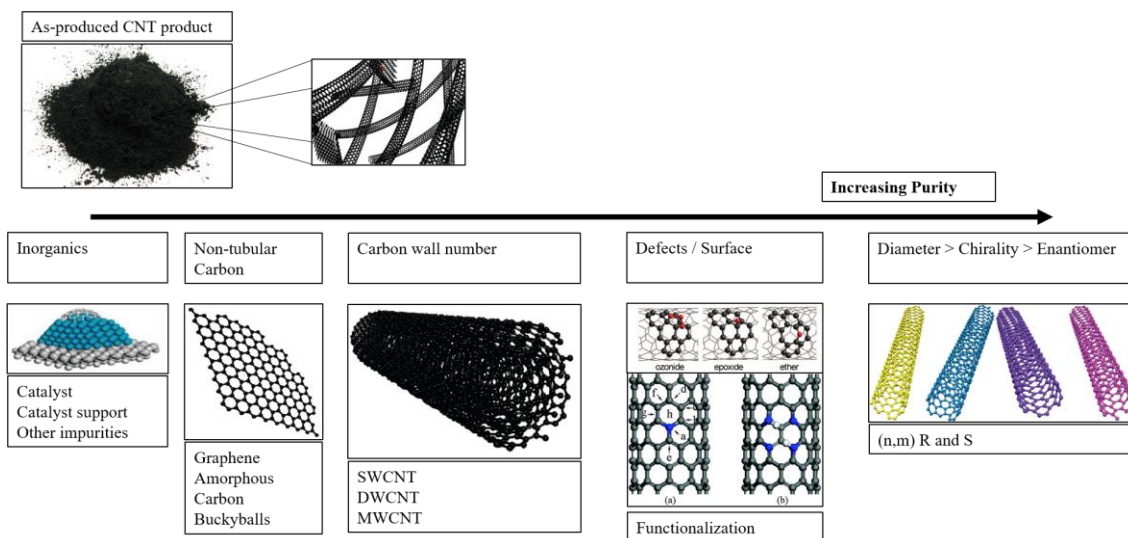 As-produced CNT product
Increasing Purity
Inorganics
Non-tubular
Carbon
Carbon wall number
Defects / Surface
Diameter > Chirality > Enantiomer
ozonide epoxide ether
f d
g h
a
e
(a) (b)
Catalyst
Catalyst support
Other impurities
Graphene
Amorphous
Carbon
Buckyballs
SWCNT
DWCNT
MWCNT
Functionalization
(n,m) R and S